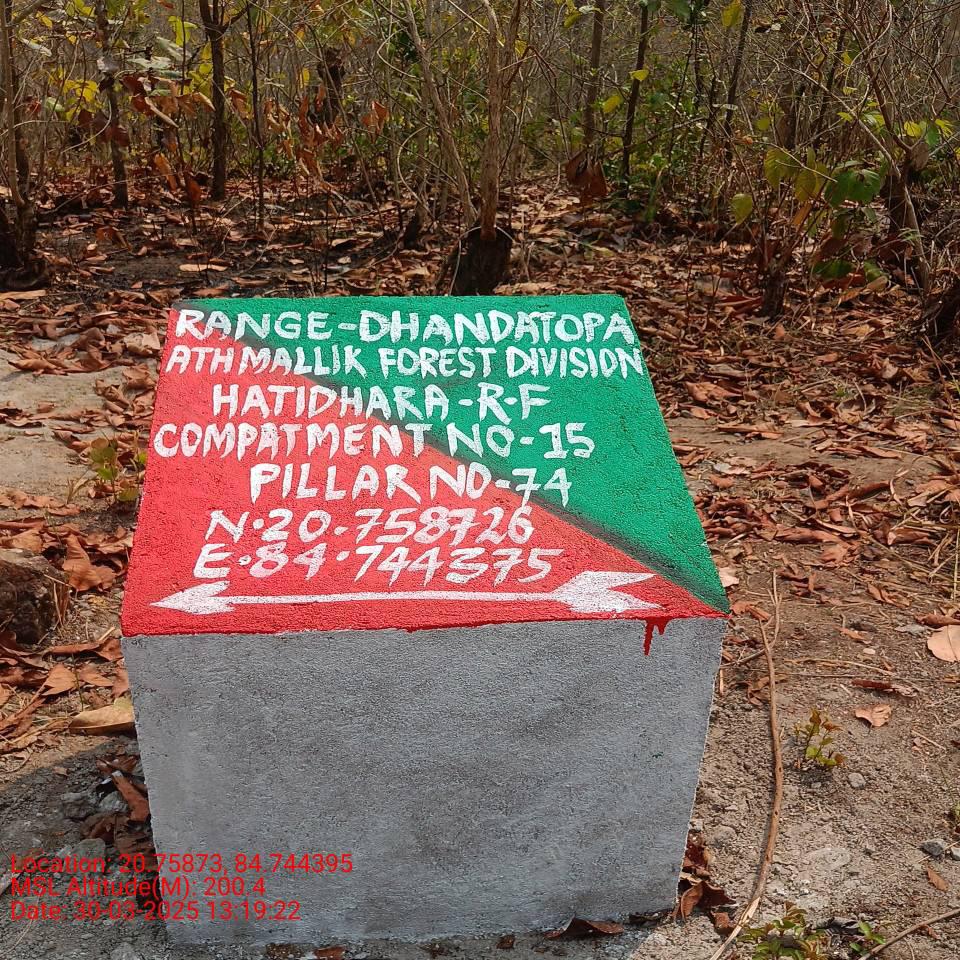 RANGE-DHANDATOPA
ATHMALLIK FOREST DIVISION
HATIDHARA-R.F
COMPATMENT NO-15
PILLAR NO-74
N.20.758726
E.84.744375
Location: 20.75873, 84.744395
MSL Altitude(M): 200.4
Date: 30-03-2025 13:19:22